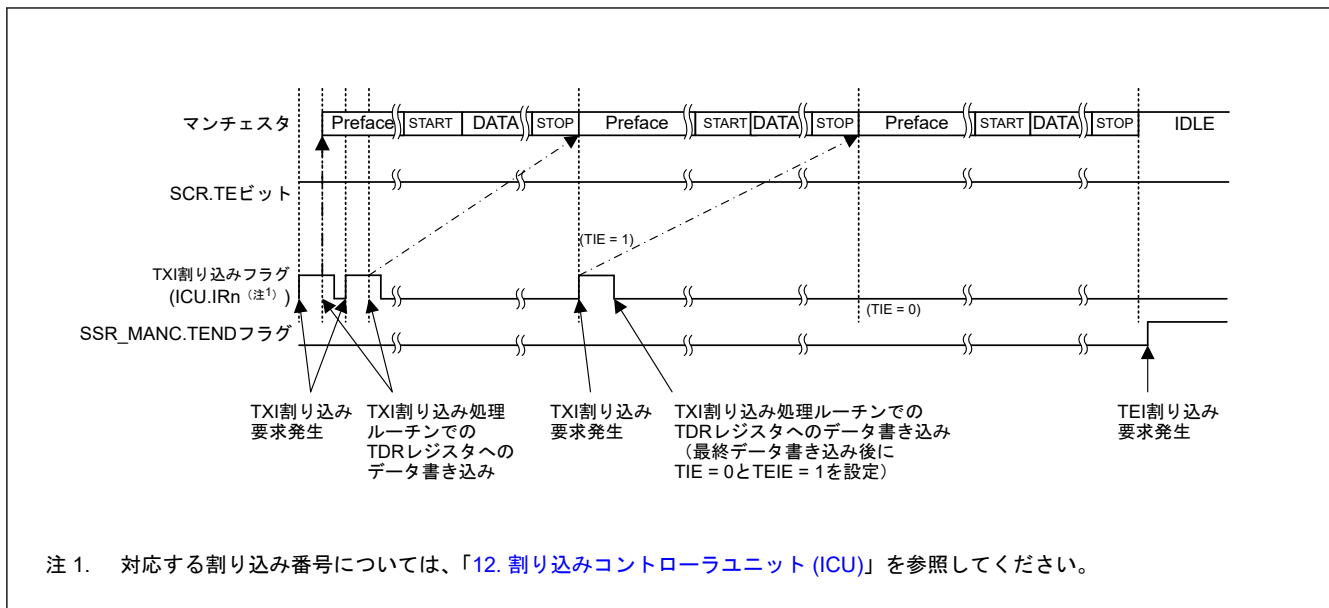 マンチェスタ Preface START DATA STOP Preface START DATA STOP Preface START DATA STOP IDLE
SCR.TEビット
(TIE = 1)
TXI割り込みフラグ
(ICU.IRn (注1) )
(TIE = 0)
SSR_MANC.TENDフラグ
TXI割り込み
要求発生
TXI割り込み処理
ルーチンでの
TDRレジスタへの
データ書き込み
TXI割り込み
要求発生
TXI割り込み処理ルーチンでの
TDRレジスタへのデータ書き込み
（最終データ書き込み後に
TIE = 0とTEIE = 1を設定）
TEI割り込み
要求発生
注 1. 対応する割り込み番号については、「12. 割り込みコントローラユニット (ICU)」を参照してください。